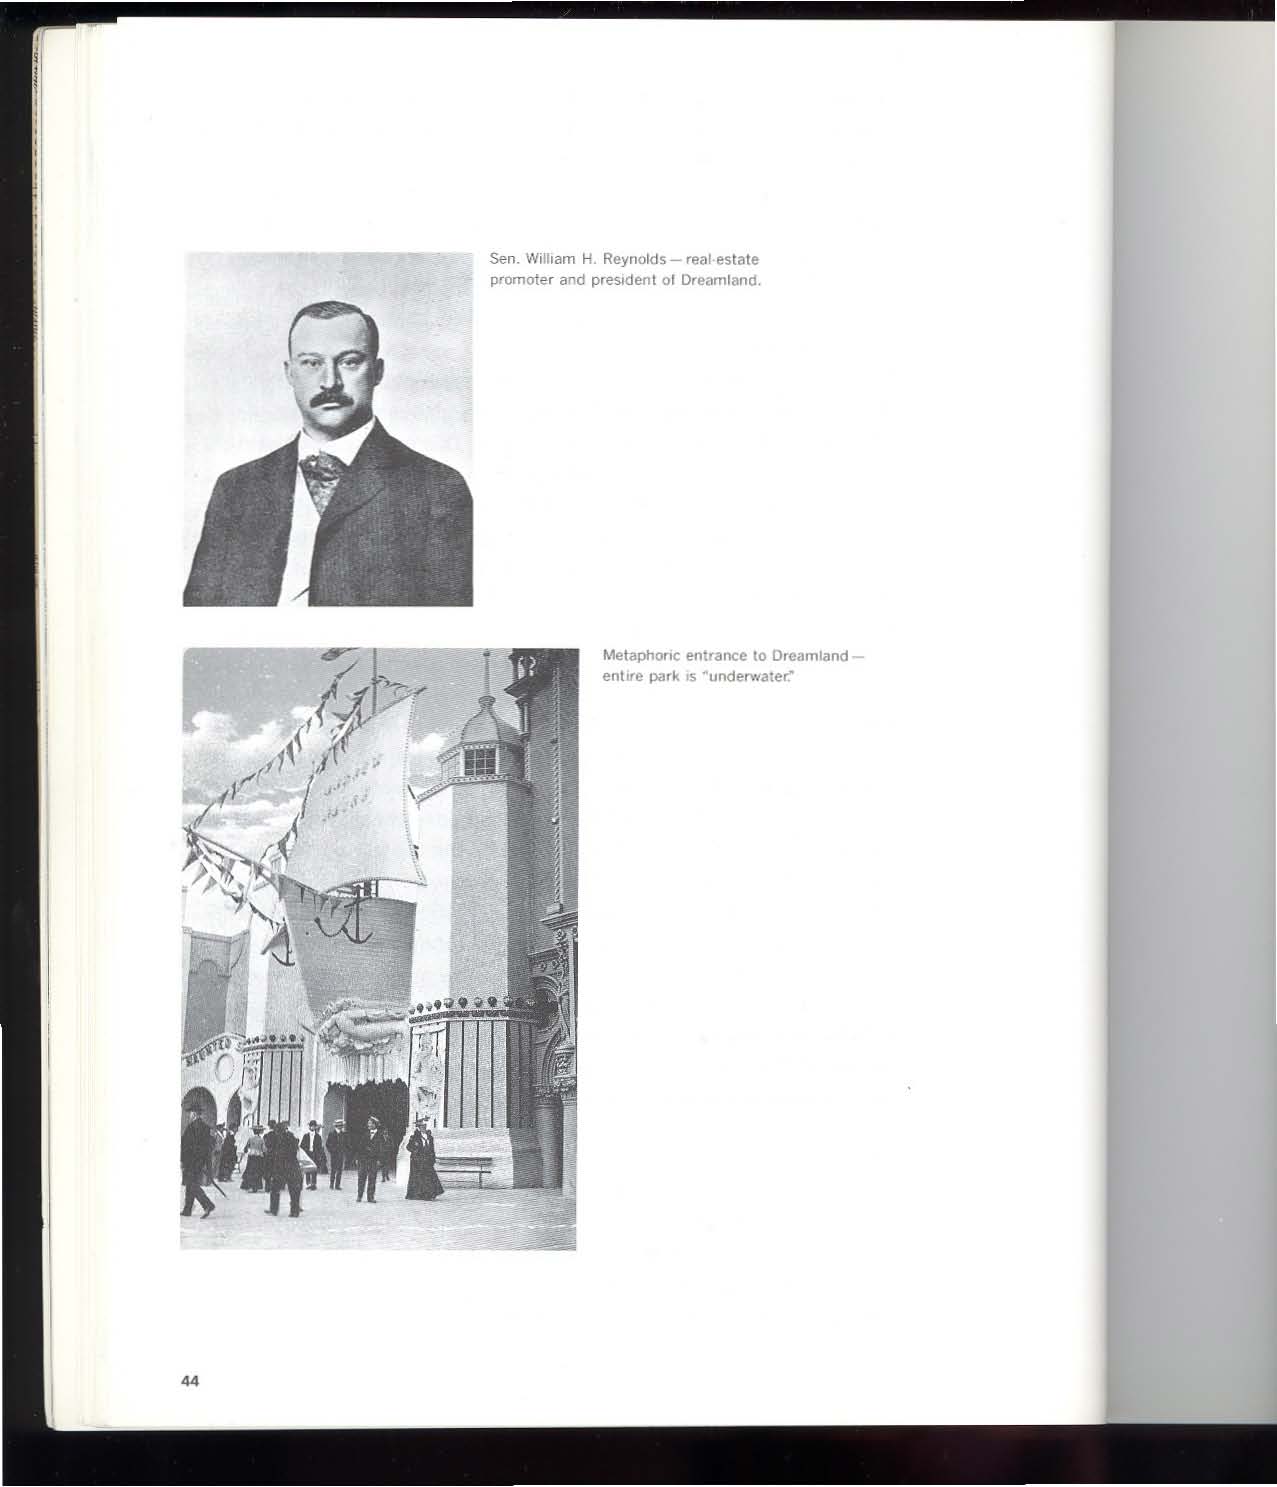 Sen. William H. Reynolds — real-estate
promoter and president of Dreamland.
Metaphoric entrance to Dreamland —
entire park is “underwater.”
HAUNTED
44